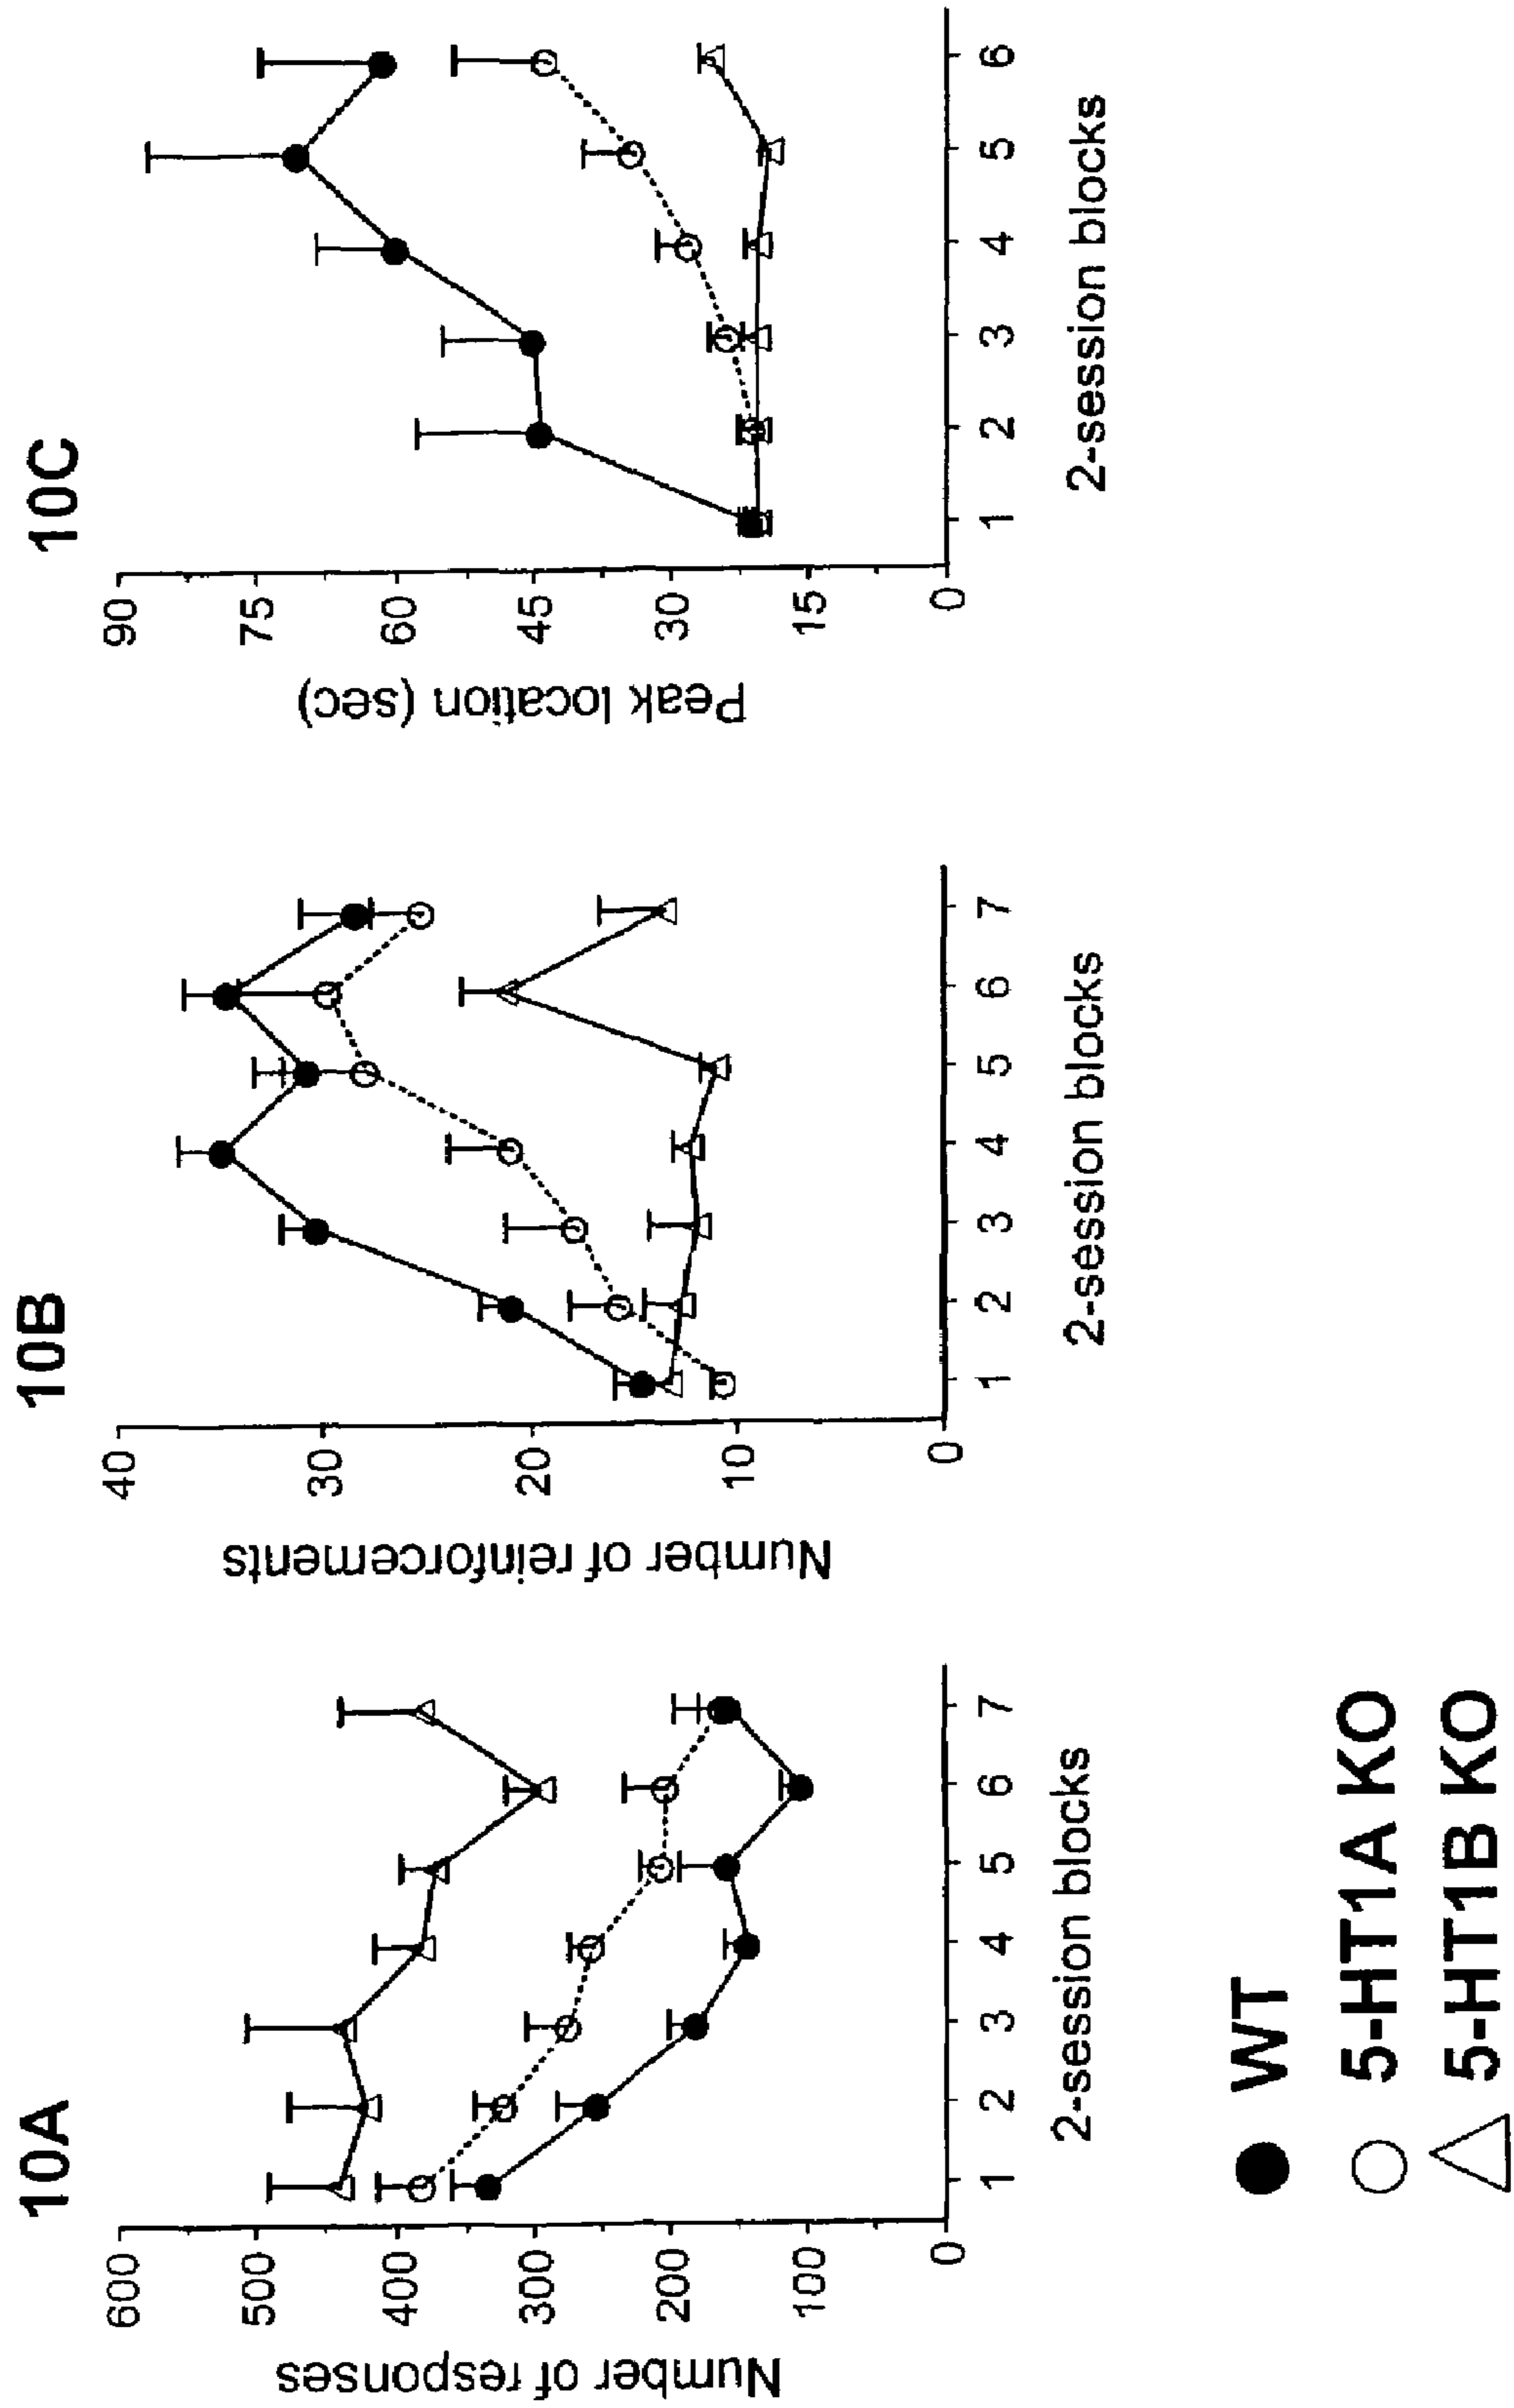 10A
Number of responses
600
500
400
300
200
100
0
1 2 3 4 5 6 7
2-session blocks
10B
Number of reinforcements
40
30
20
10
0
1 2 3 4 5 6 7
2-session blocks
10C
Peak location (sec)
90
75
60
45
30
15
0
1 2 3 4 5 6
2-session blocks
WT
5-HT1A KO
5-HT1B KO